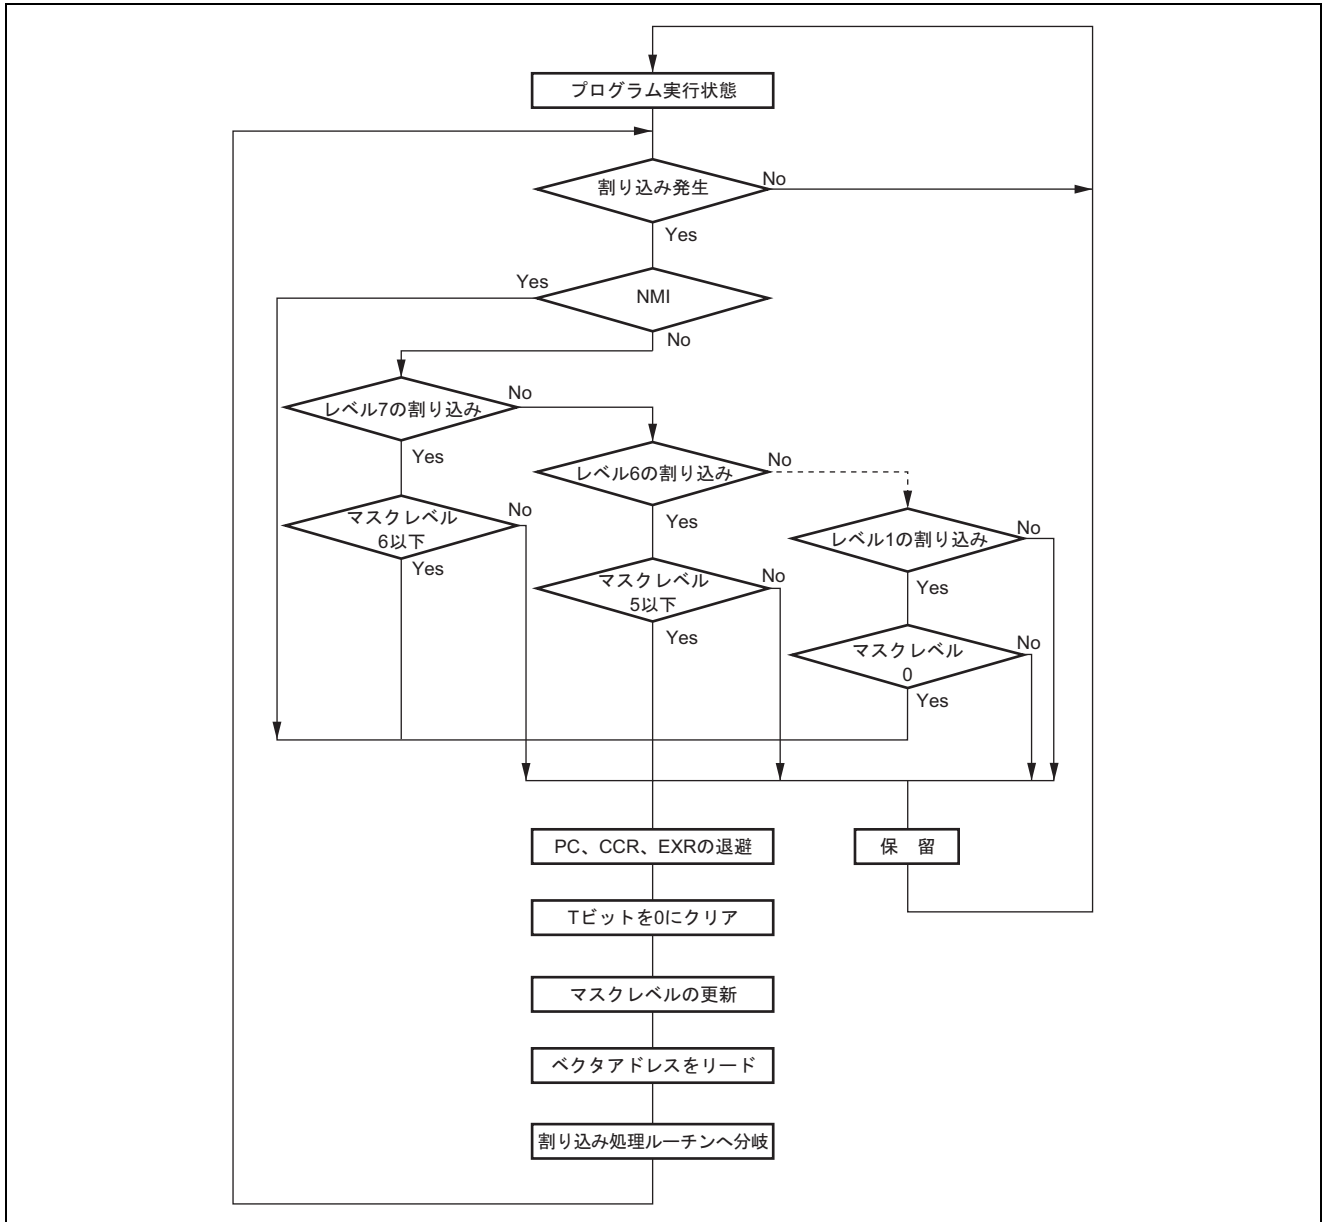 プログラム実行状態
割り込み発生
No
Yes
NMI
Yes
No
レベル7の割り込み
No
Yes
レベル6の割り込み
No
Yes
マスクレベル
6以下
No
Yes
レベル1の割り込み
No
Yes
マスクレベル
5以下
No
Yes
マスクレベル
0
No
Yes
PC、CCR、EXRの退避
保　留
Tビットを0にクリア
マスクレベルの更新
ベクタアドレスをリード
割り込み処理ルーチンへ分岐